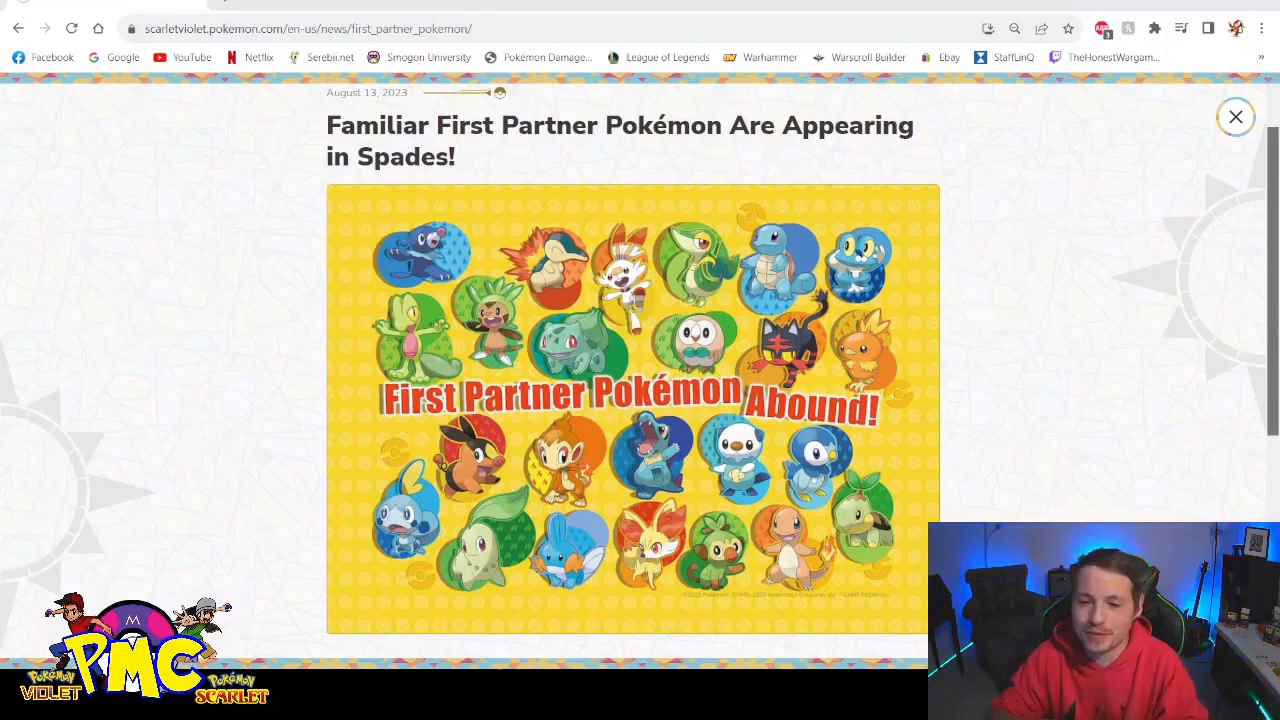 scarletviolet.pokemon.com/en-us/news/first_partner_pokemon/
Facebook Google YouTube Netflix Serebii.net Smogon University Pokémon Damage... League of Legends Warhammer Warscroll Builder Ebay StaffLinQ TheHonestWargam... »
August 13, 2023
Familiar First Partner Pokémon Are Appearing
in Spades!
First Partner Pokémon Abound!
M
PMC
POKéMON VIOLET
POKéMON SCARLET